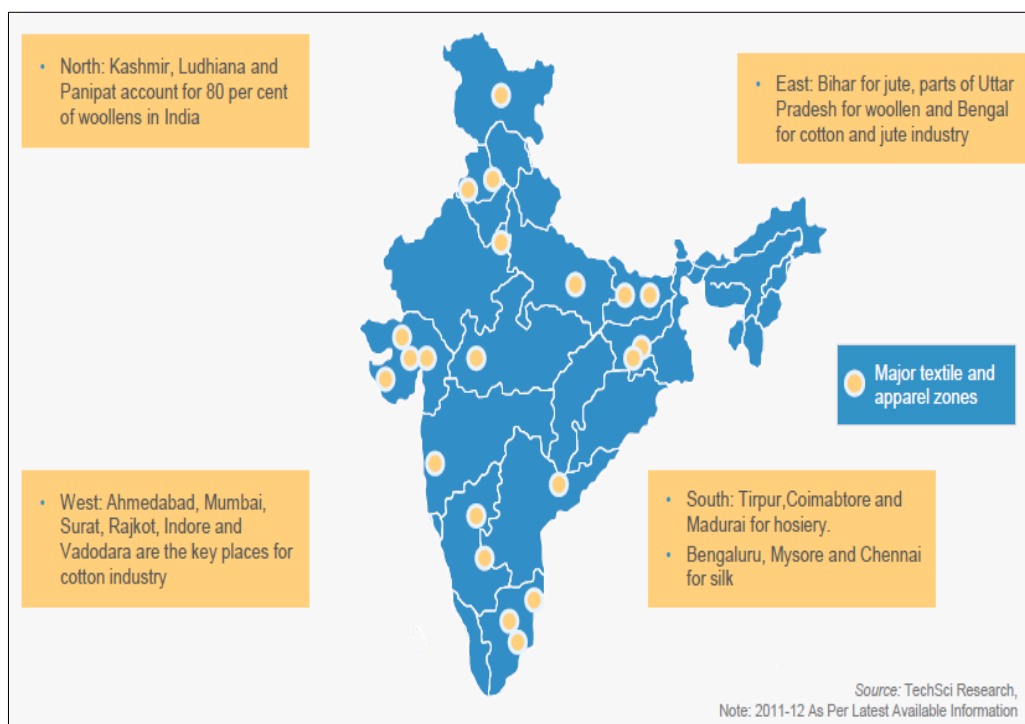 • North: Kashmir, Ludhiana and
Panipat account for 80 per cent
of woollens in India
• East: Bihar for jute, parts of Uttar
Pradesh for woollen and Bengal
for cotton and jute industry
Major textile and
apparel zones
• West: Ahmedabad, Mumbai,
Surat, Rajkot, Indore and
Vadodara are the key places for
cotton industry
• South: Tirpur,Coimabtore and
Madurai for hosiery.
• Bengaluru, Mysore and Chennai
for silk
Source: TechSci Research,
Note: 2011-12 As Per Latest Available Information